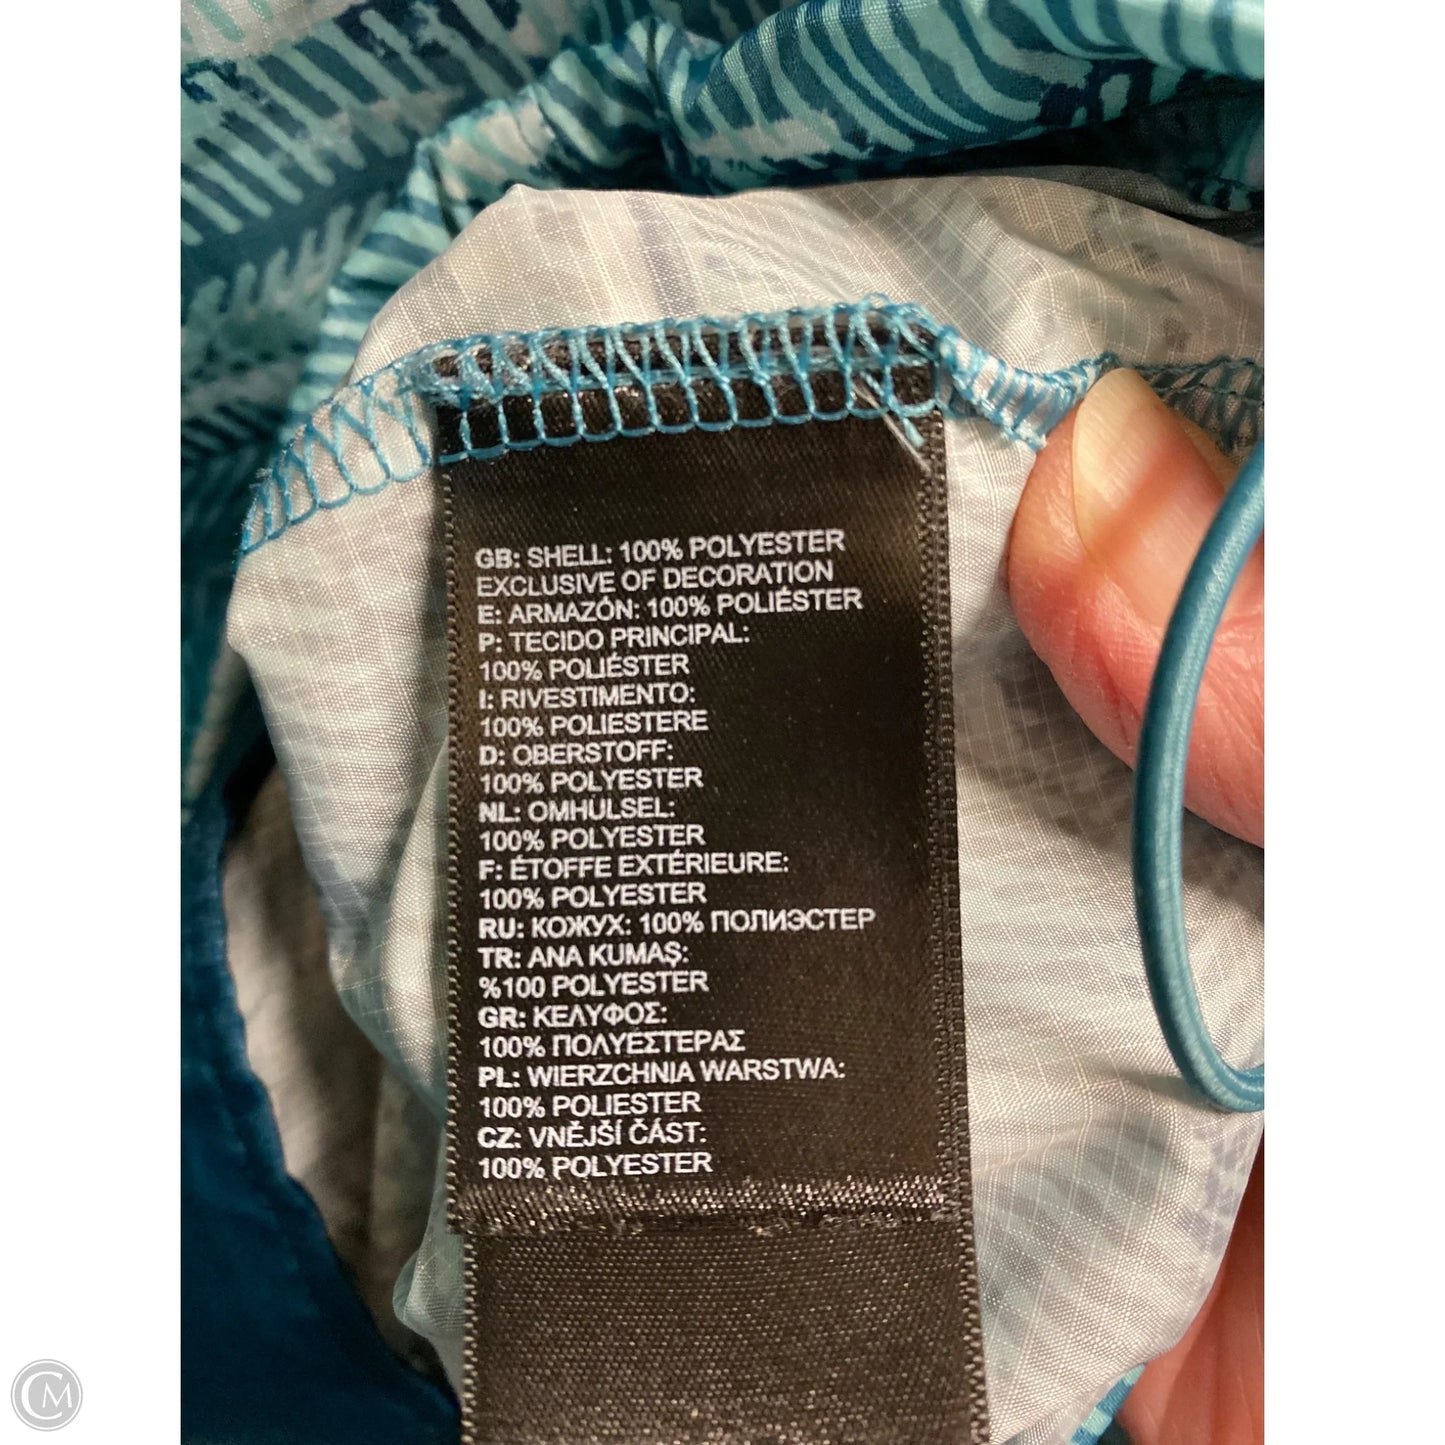 GB: SHELL: 100% POLYESTER
EXCLUSIVE OF DECORATION
E: ARMAZÓN: 100% POLIÉSTER
P: TECIDO PRINCIPAL:
100% POLIÉSTER
I: RIVESTIMENTO:
100% POLIESTERE
D: OBERSTOFF:
100% POLYESTER
NL: OMHULSEL:
100% POLYESTER
F: ÉTOFFE EXTÉRIEURE:
100% POLYESTER
RU: КОЖУХ: 100% ПОЛИЭСТЕР
TR: ANA KUMAŞ:
%100 POLYESTER
GR: ΚΕΛΥΦΟΣ:
100% ΠΟΛΥΕΣΤΕΡΑΣ
PL: WIERZCHNIA WARSTWA:
100% POLIESTER
CZ: VNĚJŠÍ ČÁST:
100% POLYESTER
CM